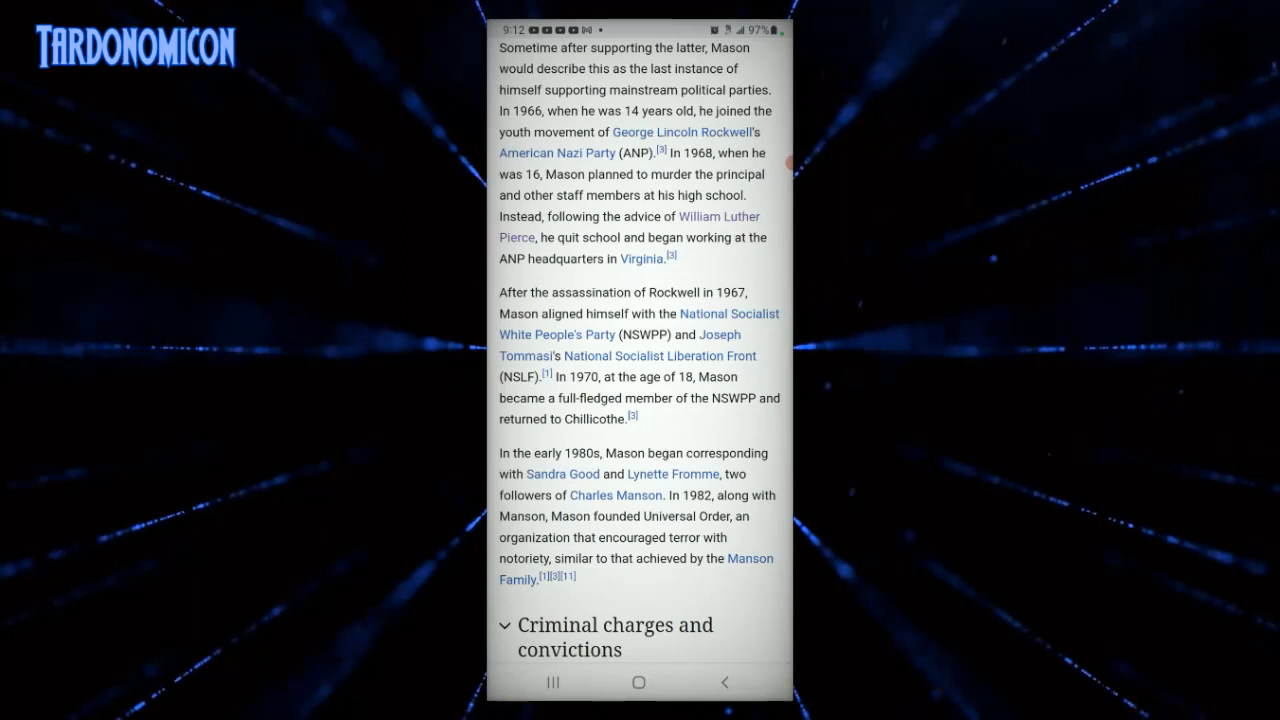 TARDONOMICON
9:12
97%
Sometime after supporting the latter, Mason
would describe this as the last instance of
himself supporting mainstream political parties.
In 1966, when he was 14 years old, he joined the
youth movement of George Lincoln Rockwell's
American Nazi Party (ANP).[3] In 1968, when he
was 16, Mason planned to murder the principal
and other staff members at his high school.
Instead, following the advice of William Luther
Pierce, he quit school and began working at the
ANP headquarters in Virginia.[3]
After the assassination of Rockwell in 1967,
Mason aligned himself with the National Socialist
White People's Party (NSWPP) and Joseph
Tommasi's National Socialist Liberation Front
(NSLF).[1] In 1970, at the age of 18, Mason
became a full-fledged member of the NSWPP and
returned to Chillicothe.[3]
In the early 1980s, Mason began corresponding
with Sandra Good and Lynette Fromme, two
followers of Charles Manson. In 1982, along with
Manson, Mason founded Universal Order, an
organization that encouraged terror with
notoriety, similar to that achieved by the Manson
Family.[1][3][11]
Criminal charges and
convictions